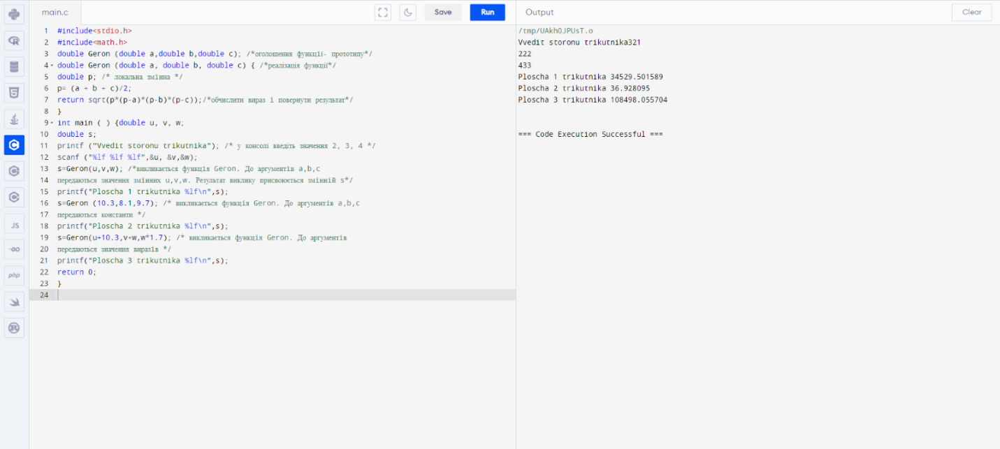 main.c
Save
Run
Output
Clear
1 #include<stdio.h>
2 #include<math.h>
3 double Geron (double a,double b,double c); /*оголошення функції- прототипу*/
4 double Geron (double a, double b, double c) { /*реалізація функції*/
5 double p; /* локальна змінна */
6 p= (a + b + c)/2;
7 return sqrt(p*(p-a)*(p-b)*(p-c));/*обчислити вираз і повернути результат*/
8 }
9 int main ( ) {double u, v, w;
10 double s;
11 printf ("Vvedit storonu trikutnika"); /* у консолі введіть значення 2, 3, 4 */
12 scanf ("%lf %lf %lf",&u, &v,&w);
13 s=Geron(u,v,w); /*викликається функція Geron. До аргументів a,b,c
14 передаються значення змінних u,v,w. Результат виклику присвоюється змінній s*/
15 printf("Ploscha 1 trikutnika %lf\n",s);
16 s=Geron (10.3,8.1,9.7); /* викликається функція Geron. До аргументів a,b,c
17 передаються константи */
18 printf("Ploscha 2 trikutnika %lf\n",s);
19 s=Geron(u+10.3,v+w,w*1.7); /* викликається функція Geron. До аргументів
20 передаються значення виразів */
21 printf("Ploscha 3 trikutnika %lf\n",s);
22 return 0;
23 }
24
/tmp/UAkhOJPUsT.o
Vvedit storonu trikutnika321
222
433
Ploscha 1 trikutnika 34529.501589
Ploscha 2 trikutnika 36.928095
Ploscha 3 trikutnika 108498.055704
=== Code Execution Successful ===
JS
GO
php